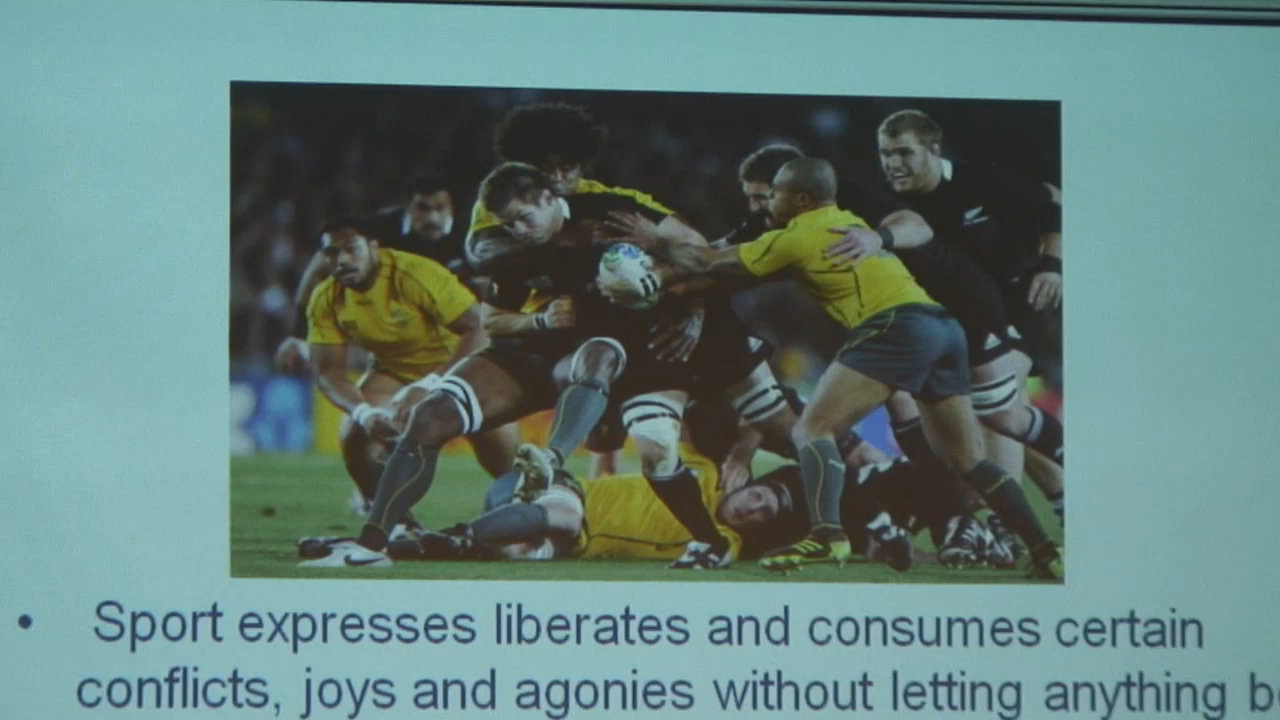 • Sport expresses liberates and consumes certain
conflicts, joys and agonies without letting anything